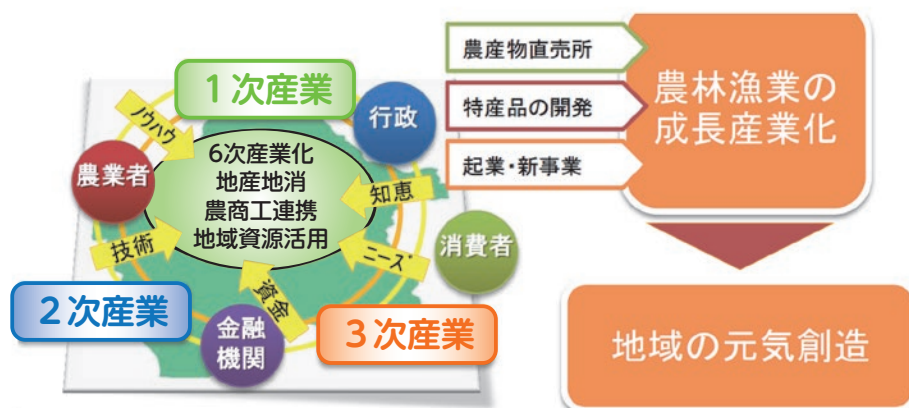 1次産業
ノウハウ
行政
農業者
6次産業化
地産地消
農商工連携
地域資源活用
知恵
技術
ニーズ
消費者
資金
2次産業
金融
機関
3次産業
農産物直売所
特産品の開発
起業・新事業
農林漁業の
成長産業化
地域の元気創造